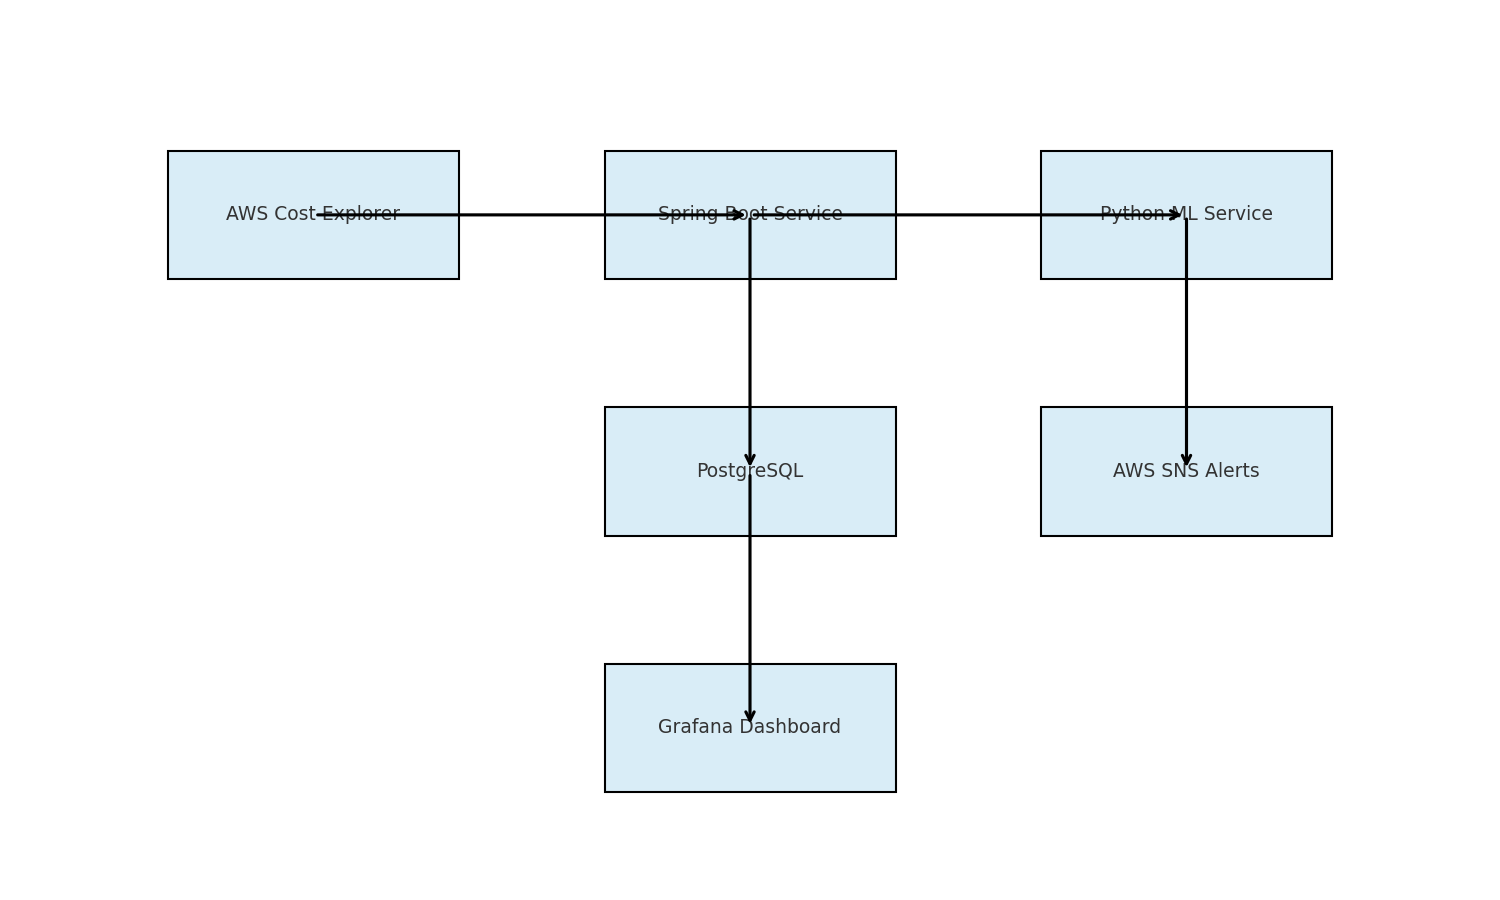 AWS Cost Explorer
Spring Boot Service
Python ML Service
PostgreSQL
AWS SNS Alerts
Grafana Dashboard